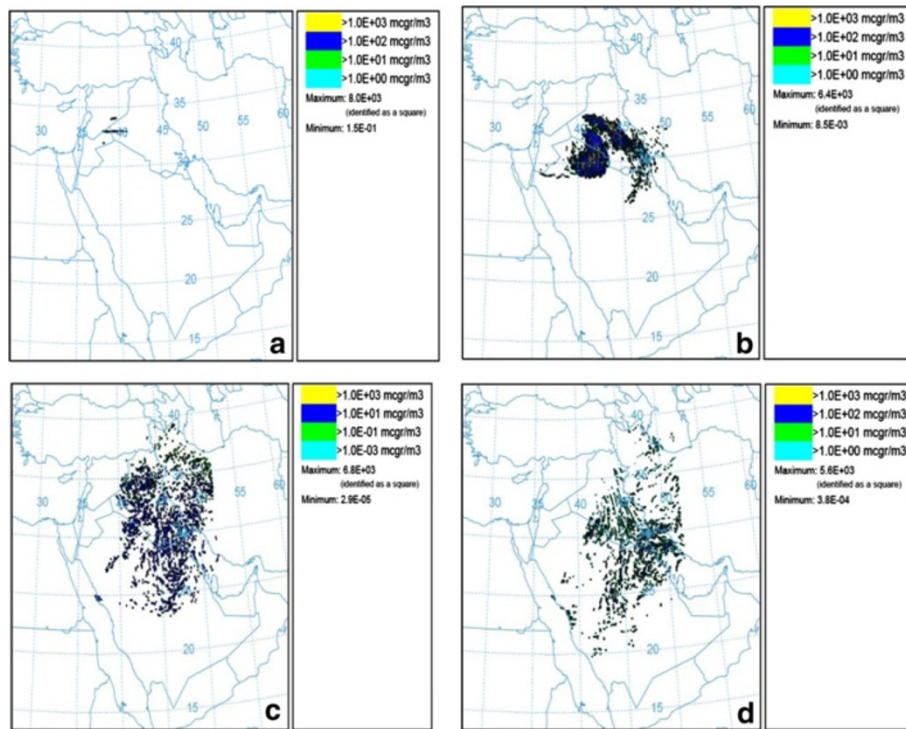 >1.0E+03 mcgr/m3
>1.0E+02 mcgr/m3
>1.0E+01 mcgr/m3
>1.0E+00 mcgr/m3
Maximum: 8.0E+03
(identified as a square)
Minimum: 1.5E-01
40
35
30
25
40
45
50
55
60
25
20
15
a
>1.0E+03 mcgr/m3
>1.0E+02 mcgr/m3
>1.0E+01 mcgr/m3
>1.0E+00 mcgr/m3
Maximum: 6.4E+03
(identified as a square)
Minimum: 8.5E-03
40
35
30
50
55
60
25
20
15
b
>1.0E+03 mcgr/m3
>1.0E+01 mcgr/m3
>1.0E-01 mcgr/m3
>1.0E-03 mcgr/m3
Maximum: 6.8E+03
(identified as a square)
Minimum: 2.9E-05
40
30
55
60
20
15
c
>1.0E+03 mcgr/m3
>1.0E+02 mcgr/m3
>1.0E+01 mcgr/m3
>1.0E+00 mcgr/m3
Maximum: 5.6E+03
(identified as a square)
Minimum: 3.8E-04
40
30
35
55
60
20
15
d